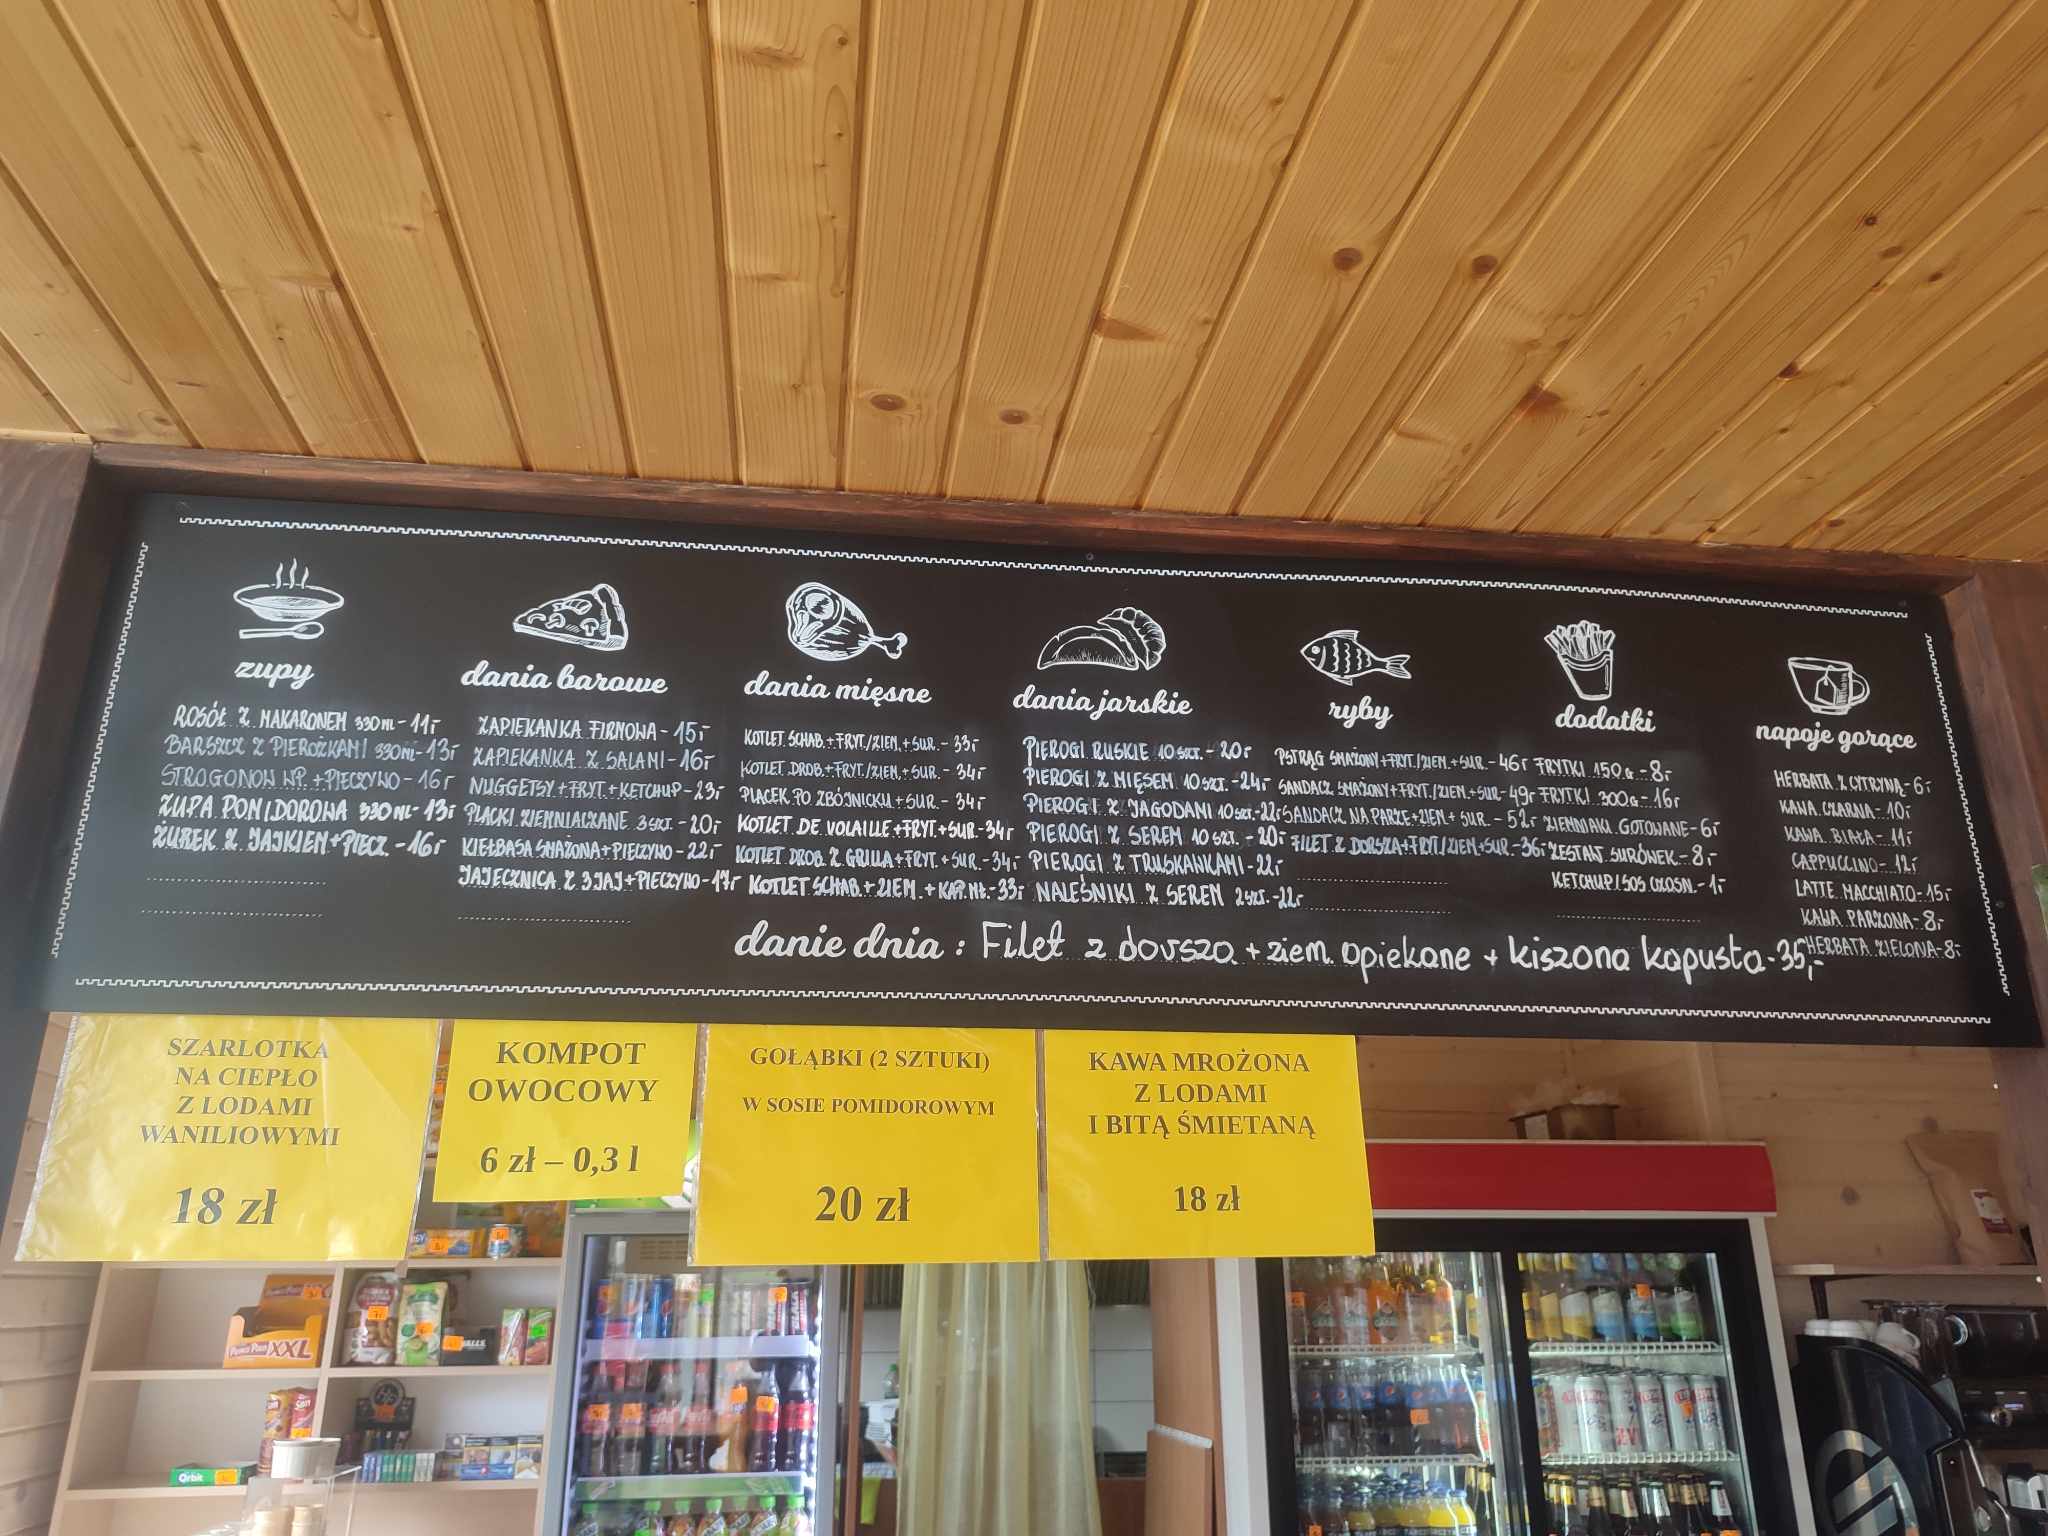 zupy
ROSÓŁ Z MAKARONEM 330ml - 11,-
BARSZCZ Z PIEROŻKAMI 330ml - 13,-
STROGONOW WP. + PIECZYWO - 16,-
ZUPA POMIDOROWA 330ml - 13,-
ŻUREK Z JAJKIEM + PIECZ. - 16,-
dania barowe
ZAPIEKANKA FIRMOWA - 15,-
ZAPIEKANKA Z SALAMI - 16,-
NUGGETSY + FRYT. + KETCHUP - 23,-
PLACKI ZIEMNIACZANE 3 SZT. - 20,-
KIEŁBASA SMAŻONA + PIECZYWO - 22,-
JAJECZNICA Z 3 JAJ + PIECZYWO - 17,-
dania mięsne
KOTLET SCHAB. + FRYT./ZIEM. + SUR. - 33,-
KOTLET DROB. + FRYT./ZIEM. + SUR. - 34,-
PLACEK PO ZBÓJNICKU + SUR. - 34,-
KOTLET DE VOLAILLE + FRYT. + SUR. - 34,-
KOTLET DROB. Z GRILLA + FRYT. + SUR. - 34,-
KOTLET SCHAB. + ZIEM. + KAP. MŁ. - 33,-
dania jarskie
PIEROGI RUSKIE 10 SZT. - 20,-
PIEROGI Z MIĘSEM 10 SZT. - 24,-
PIEROGI Z JAGODAMI 10 SZT. - 22,-
PIEROGI Z SEREM 10 SZT. - 20,-
PIEROGI Z TRUSKAWKAMI - 22,-
NALEŚNIKI Z SEREM 2 SZT. - 22,-
ryby
PSTRĄG SMAŻONY + FRYT./ZIEM. + SUR. - 46,-
SANDACZ SMAŻONY + FRYT./ZIEM. + SUR - 49,-
SANDACZ NA PARZE + ZIEM + SUR. - 52,-
FILET Z DORSZA + FRYT/ZIEM + SUR. - 36,-
dodatki
FRYTKI 150g - 8,-
FRYTKI 300g - 16,-
ZIEMNIAKI GOTOWANE - 6,-
ZESTAW SURÓWEK - 8,-
KETCHUP/SOS CZOSN. - 1,-
napoje gorące
HERBATA Z CYTRYNĄ - 6,-
KAWA CZARNA - 10,-
KAWA BIAŁA - 11,-
CAPPUCCINO - 12,-
LATTE MACCHIATO - 15,-
KAWA PARZONA - 8,-
HERBATA ZIELONA - 8,-
danie dnia : Filet z dorsza + ziem. opiekane + kiszona kapusta - 35,-
SZARLOTKA
NA CIEPŁO
Z LODAMI
WANILIOWYMI
18 zł
KOMPOT
OWOCOWY
6 zł – 0,3 l
GOŁĄBKI (2 SZTUKI)
W SOSIE POMIDOROWYM
20 zł
KAWA MROŻONA
Z LODAMI
I BITĄ ŚMIETANĄ
18 zł
XXL
Orbit